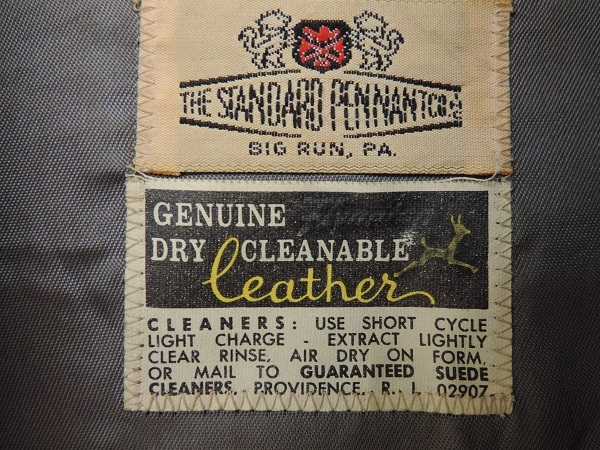 THE STANDARD PENNANT CO. INC
BIG RUN, PA.
GENUINE
DRY CLEANABLE
leather
CLEANERS: USE SHORT CYCLE
LIGHT CHARGE - EXTRACT LIGHTLY
CLEAR RINSE, AIR DRY ON FORM.
OR MAIL TO GUARANTEED SUEDE
CLEANERS, PROVIDENCE, R. I. 02907